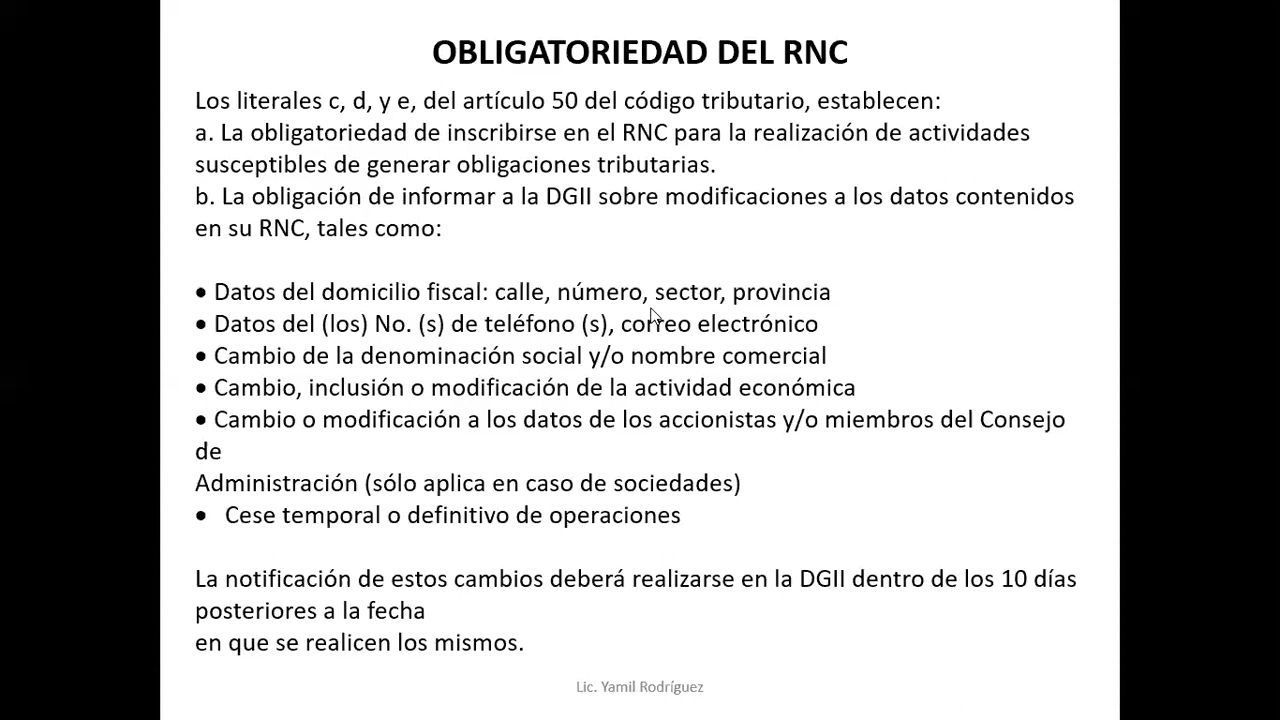 OBLIGATORIEDAD DEL RNC
Los literales c, d, y e, del artículo 50 del código tributario, establecen:
a. La obligatoriedad de inscribirse en el RNC para la realización de actividades
susceptibles de generar obligaciones tributarias.
b. La obligación de informar a la DGII sobre modificaciones a los datos contenidos
en su RNC, tales como:
• Datos del domicilio fiscal: calle, número, sector, provincia
• Datos del (los) No. (s) de teléfono (s), correo electrónico
• Cambio de la denominación social y/o nombre comercial
• Cambio, inclusión o modificación de la actividad económica
• Cambio o modificación a los datos de los accionistas y/o miembros del Consejo
de
Administración (sólo aplica en caso de sociedades)
• Cese temporal o definitivo de operaciones
La notificación de estos cambios deberá realizarse en la DGII dentro de los 10 días
posteriores a la fecha
en que se realicen los mismos.
Lic. Yamil Rodríguez